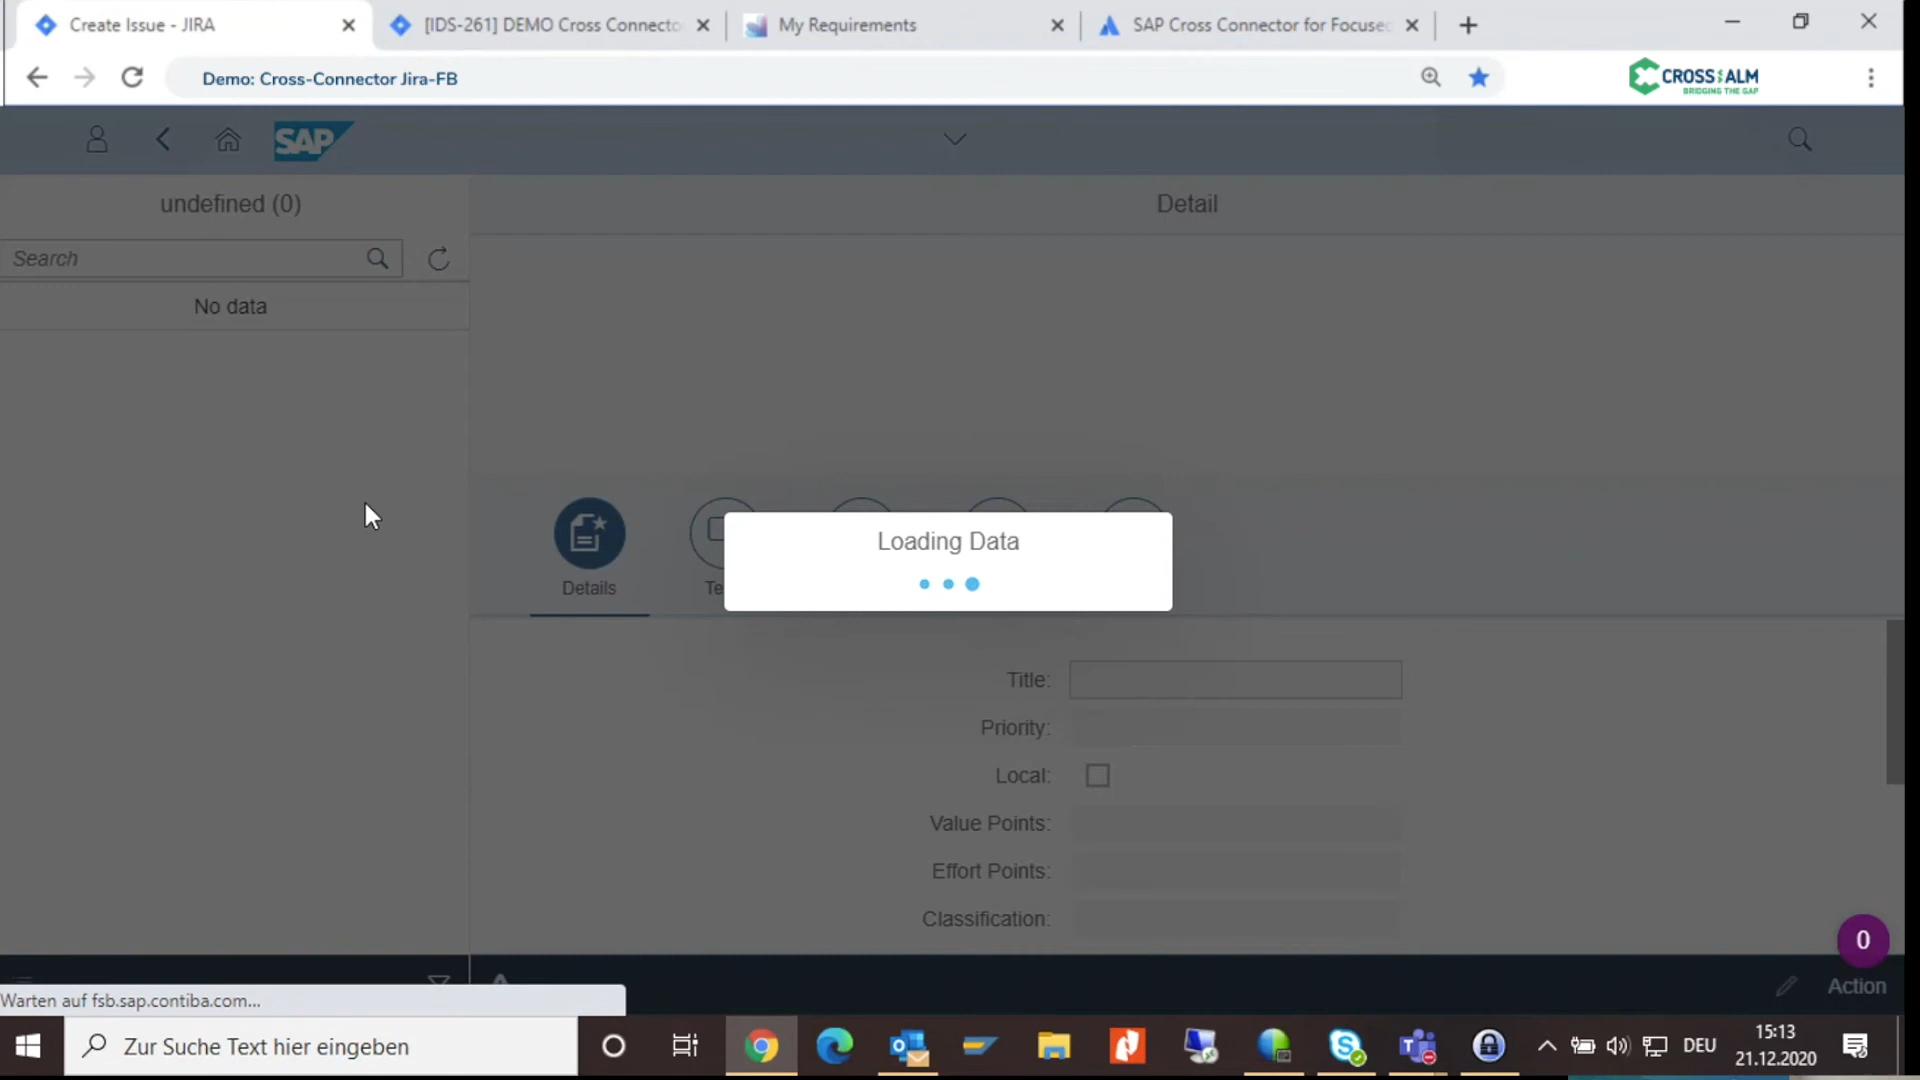 Create Issue - JIRA
[IDS-261] DEMO Cross Connecto
My Requirements
SAP Cross Connector for Focuse
Demo: Cross-Connector Jira-FB
CROSS ALM
BRIDGING THE GAP
SAP
undefined (0)
Detail
Search
No data
Loading Data
Details
Te
Title:
Priority:
Local:
Value Points:
Effort Points:
Classification:
0
Action
Warten auf fsb.sap.contiba.com...
Zur Suche Text hier eingeben
DEU
15:13
21.12.2020